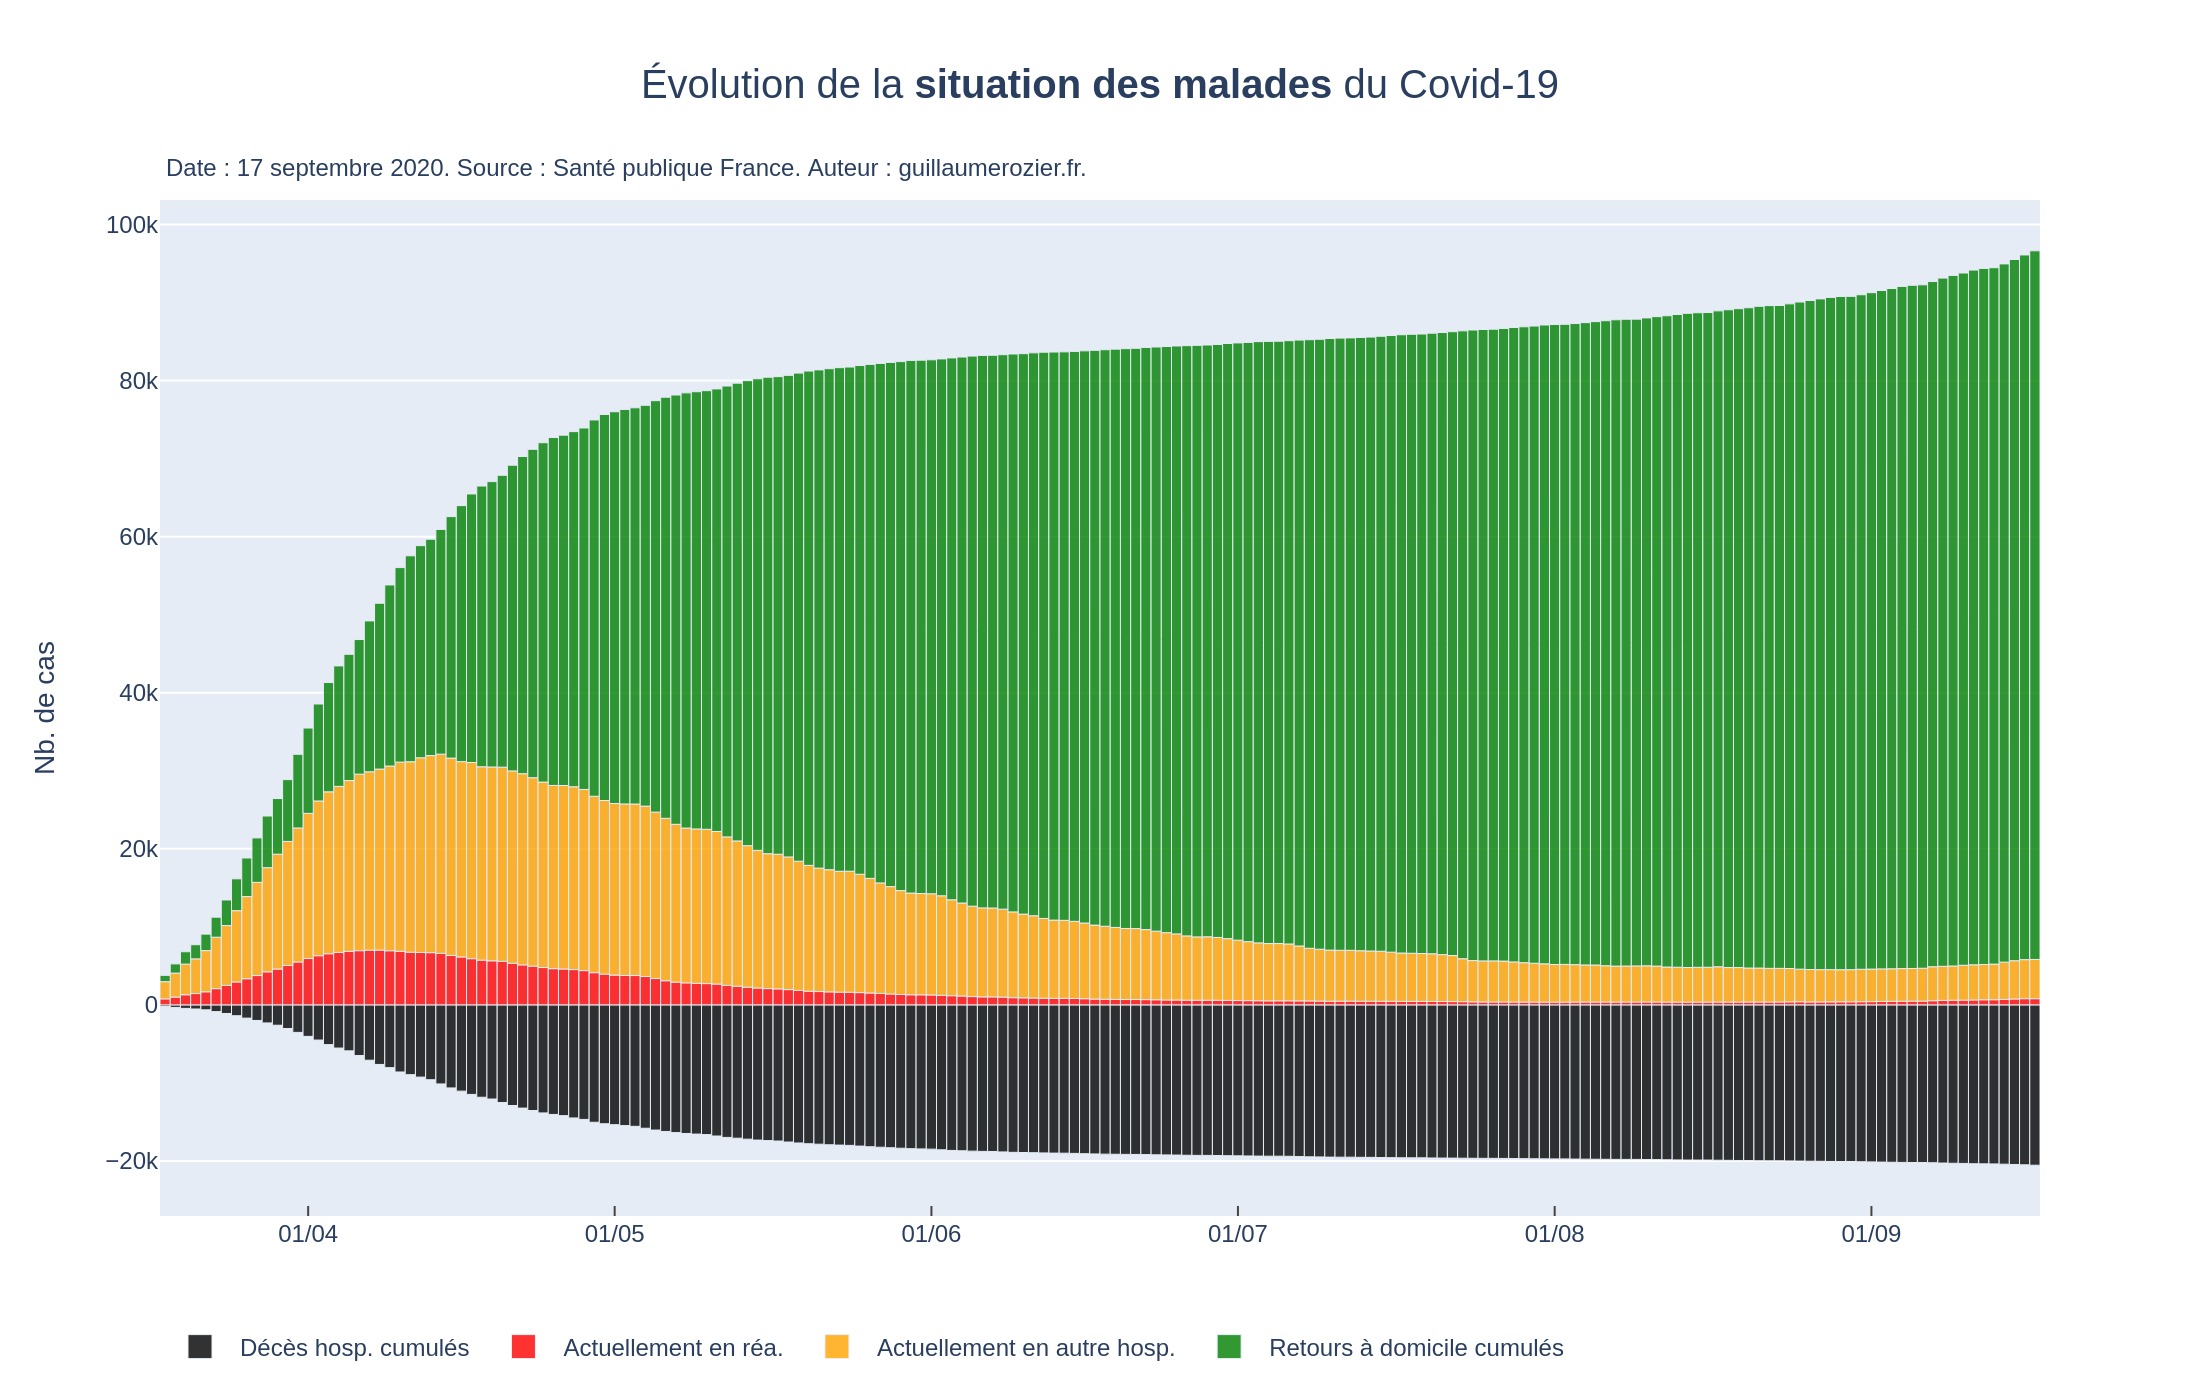 Évolution de la situation des malades du Covid-19
Date : 17 septembre 2020. Source : Santé publique France. Auteur : guillaumerozier.fr.
100k
80k
60k
40k
20k
0
−20k
Nb. de cas
01/04
01/05
01/06
01/07
01/08
01/09
Décès hosp. cumulés
Actuellement en réa.
Actuellement en autre hosp.
Retours à domicile cumulés